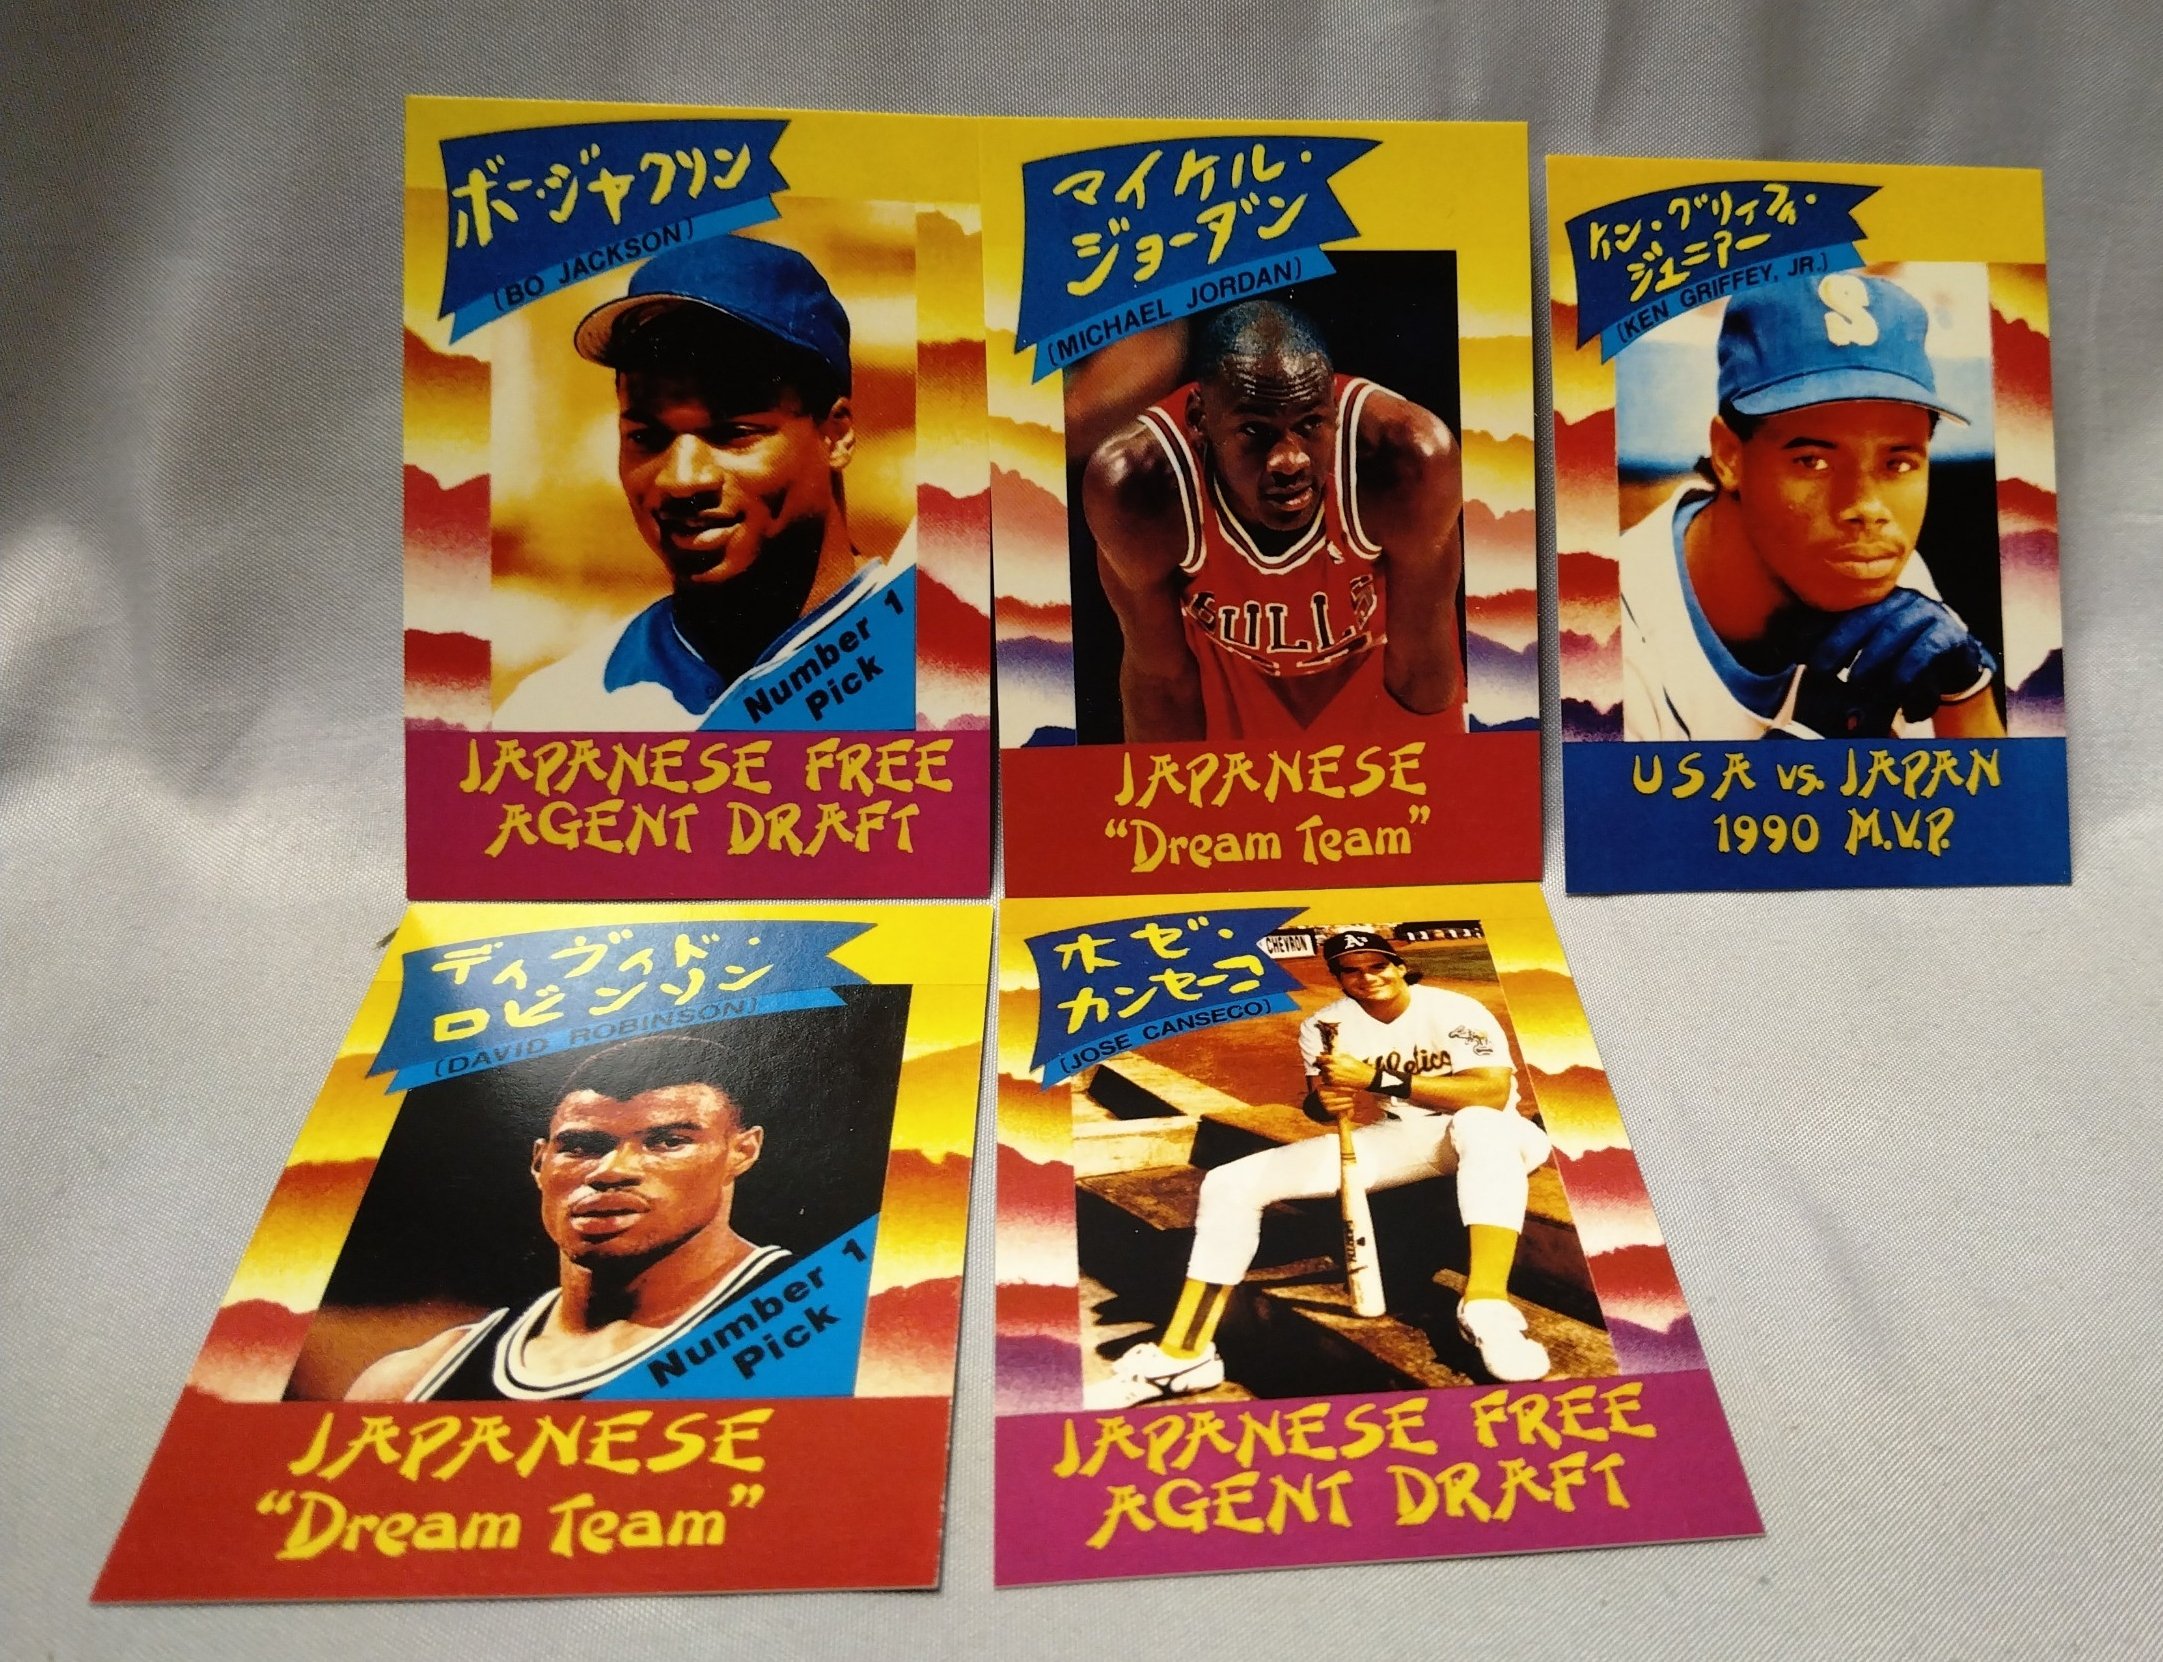 ボー・ジャクソン
(BO JACKSON)
Number 1
Pick
JAPANESE FREE
AGENT DRAFT
マイケル・
ジョーダン
(MICHAEL JORDAN)
BULLS
JAPANESE
"Dream Team"
ケン・グリィフィ・
ジュニアー
(KEN GRIFFEY, JR.)
S
USA vs. JAPAN
1990 M.V.P.
ディヴィド・
ロビンソン
(DAVID ROBINSON)
Number 1
Pick
JAPANESE
"Dream Team"
ホゼ・
カンセーコ
(JOSE CANSECO)
CHEVRON
A's
Athletics
JAPANESE FREE
AGENT DRAFT